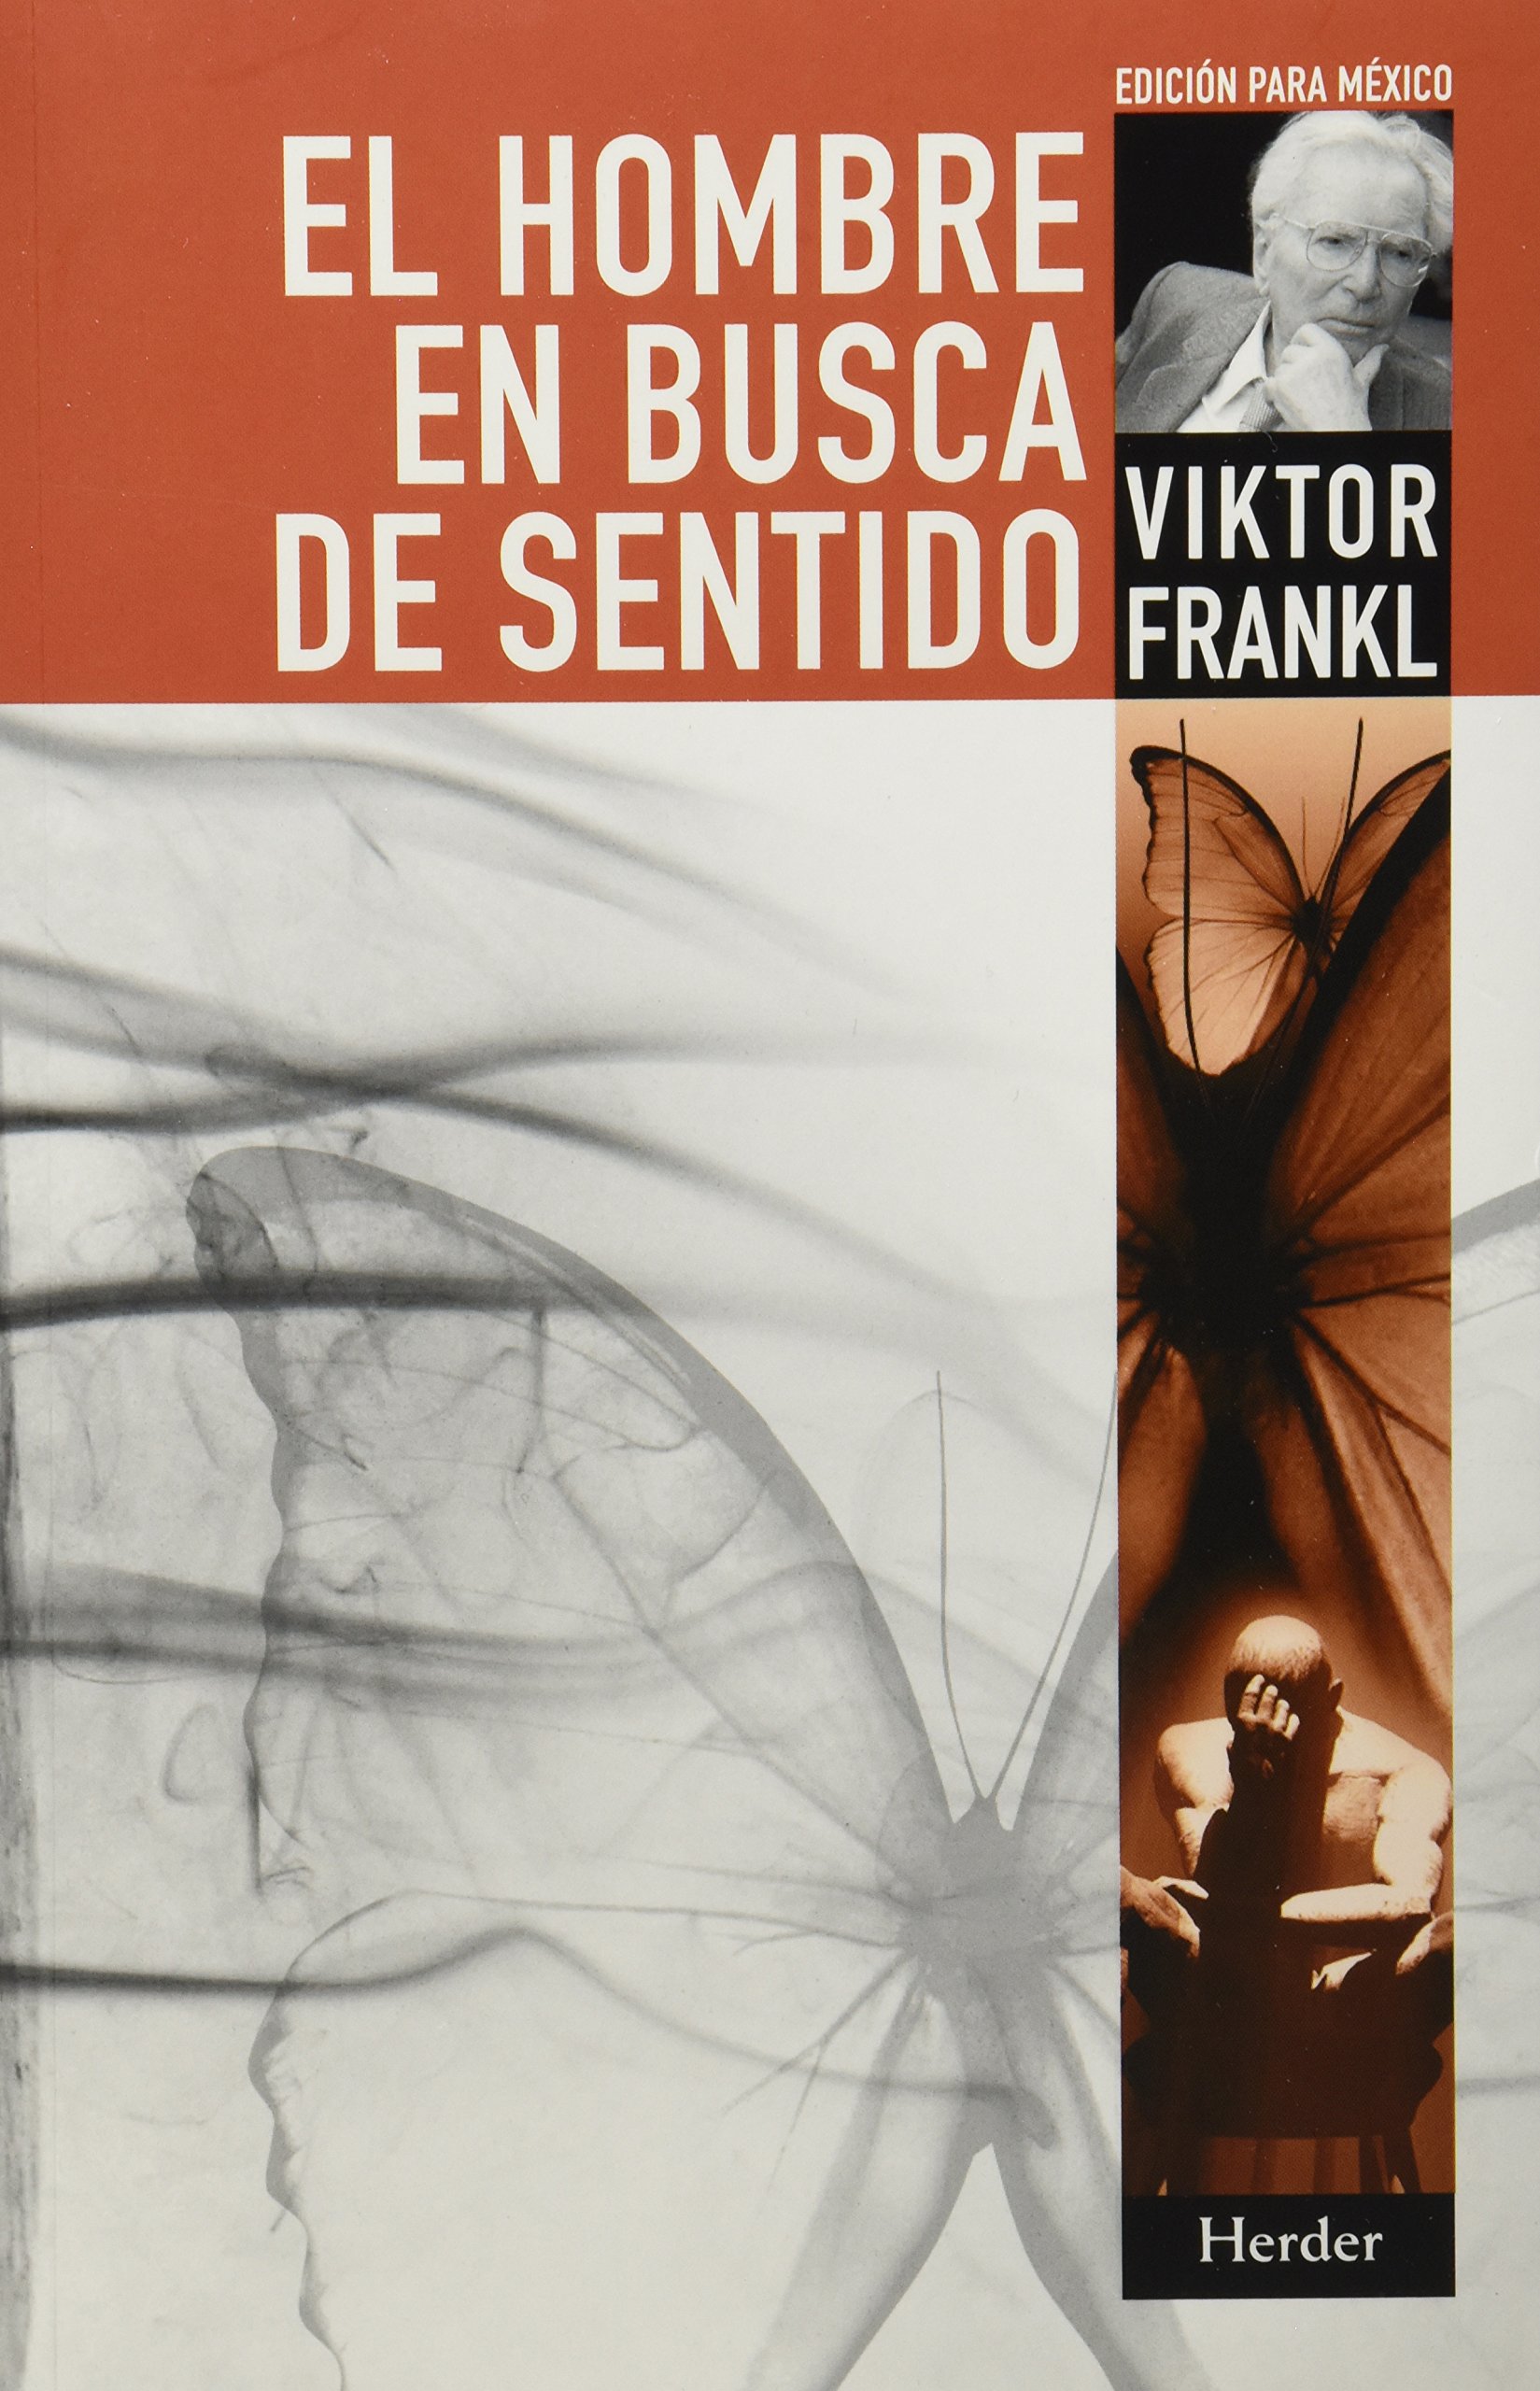 EDICIÓN PARA MÉXICO
EL HOMBRE
EN BUSCA
DE SENTIDO
VIKTOR
FRANKL
Herder